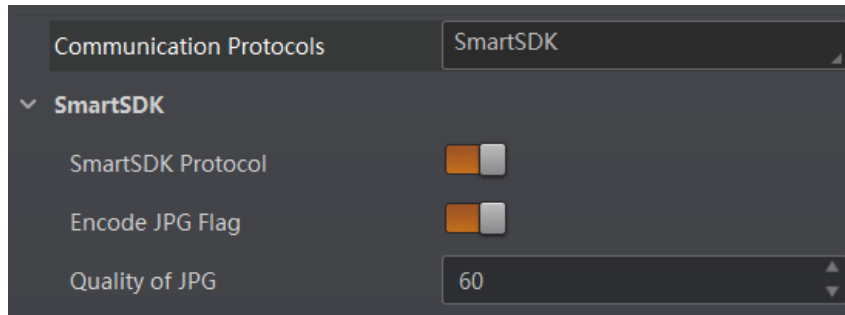 Communication Protocols SmartSDK
SmartSDK
SmartSDK Protocol
Encode JPG Flag
Quality of JPG 60